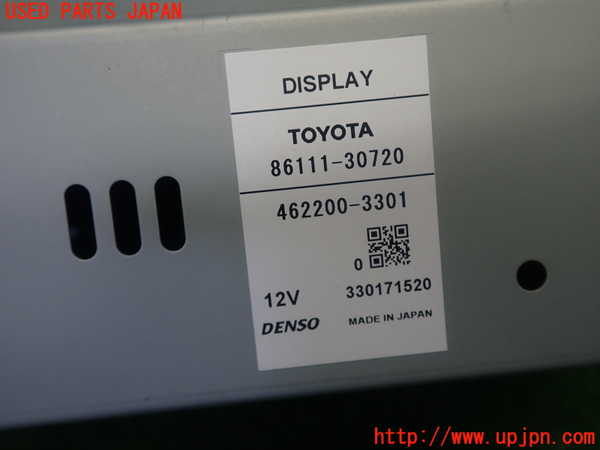 USED PARTS JAPAN
DISPLAY
TOYOTA
86111-30720
462200-3301
0
12V 330171520
DENSO MADE IN JAPAN
http://www.upjpn.com